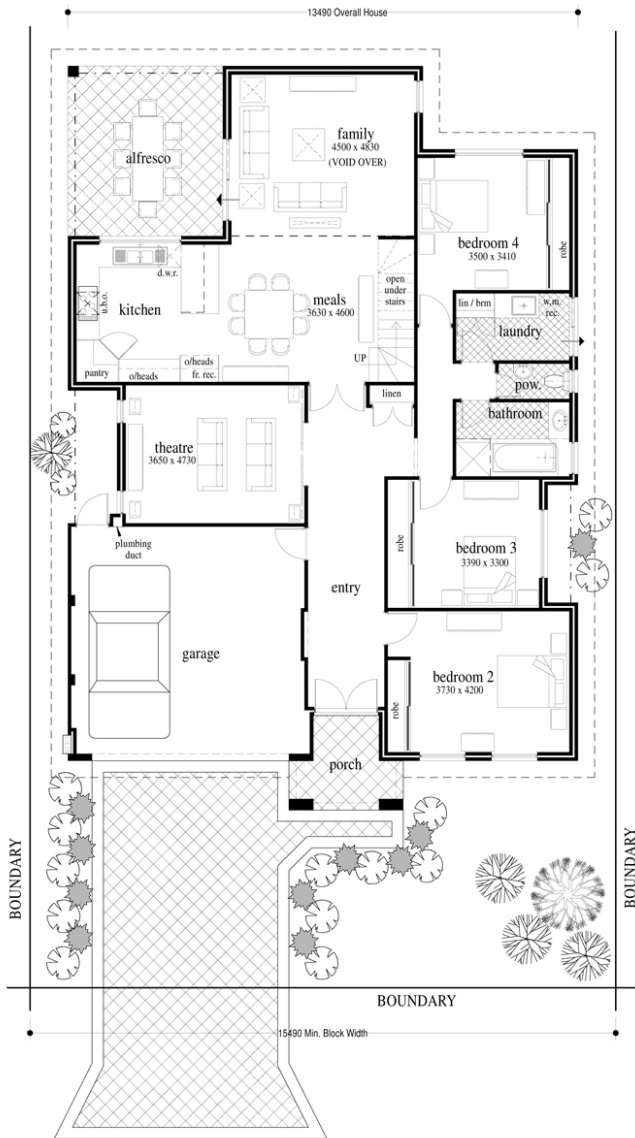 13490 Overall House
family
4500 x 4830
(VOID OVER)
alfresco
bedroom 4
3500 x 3410
robe
d.w.r.
u.b.o.
kitchen
meals
3630 x 4600
open
under
stairs
UP
lin / brm
w.m.
rec.
laundry
pantry
o/heads
o/heads
fr. rec.
linen
pow.
bathroom
theatre
3650 x 4730
plumbing
duct
robe
bedroom 3
3390 x 3300
entry
garage
bedroom 2
3730 x 4200
robe
porch
BOUNDARY
BOUNDARY
BOUNDARY
15490 Min. Block Width